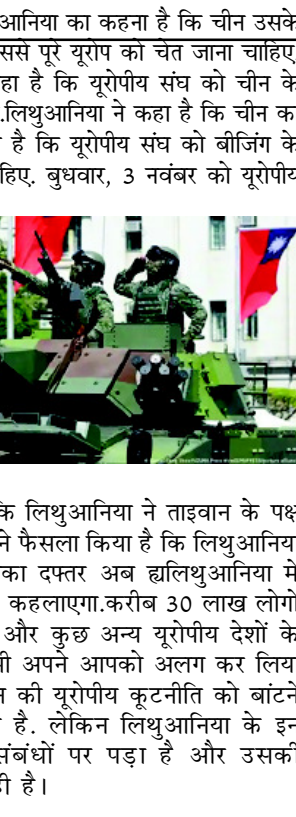 आनिया का कहना है कि चीन उसके
ससे पूरे यूरोप को चेत जाना चाहिए
हा है कि यूरोपीय संघ को चीन के
.लिथुआनिया ने कहा है कि चीन क
है कि यूरोपीय संघ को बीजिंग के
हिए. बुधवार, 3 नवंबर को यूरोपीय
कि लिथुआनिया ने ताइवान के पक्ष
ने फैसला किया है कि लिथुआनिय
का दफ्तर अब ह्यलिथुआनिया मे
कहलाएगा.करीब 30 लाख लोगों
और कुछ अन्य यूरोपीय देशों के
भी अपने आपको अलग कर लिया
न की यूरोपीय कूटनीति को बांटने
है. लेकिन लिथुआनिया के इन
संबंधों पर पड़ा है और उसकी
ही है।